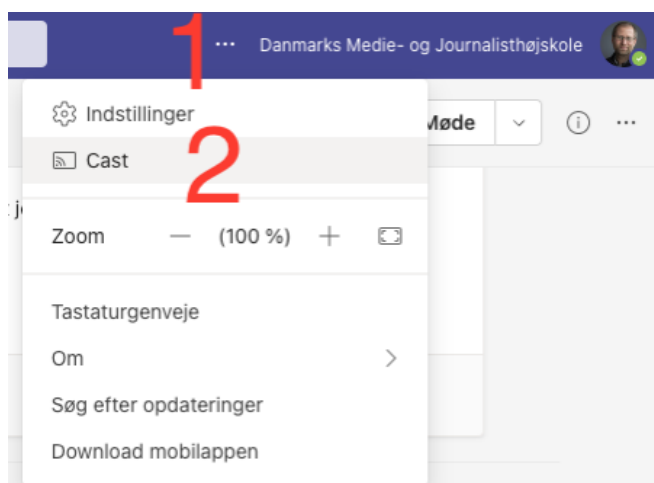 1
··· Danmarks Medie- og Journalisthøjskole
Indstillinger
Møde
Cast
2
Zoom — (100 %) +
Tastaturgenveje
Om
Søg efter opdateringer
Download mobilappen